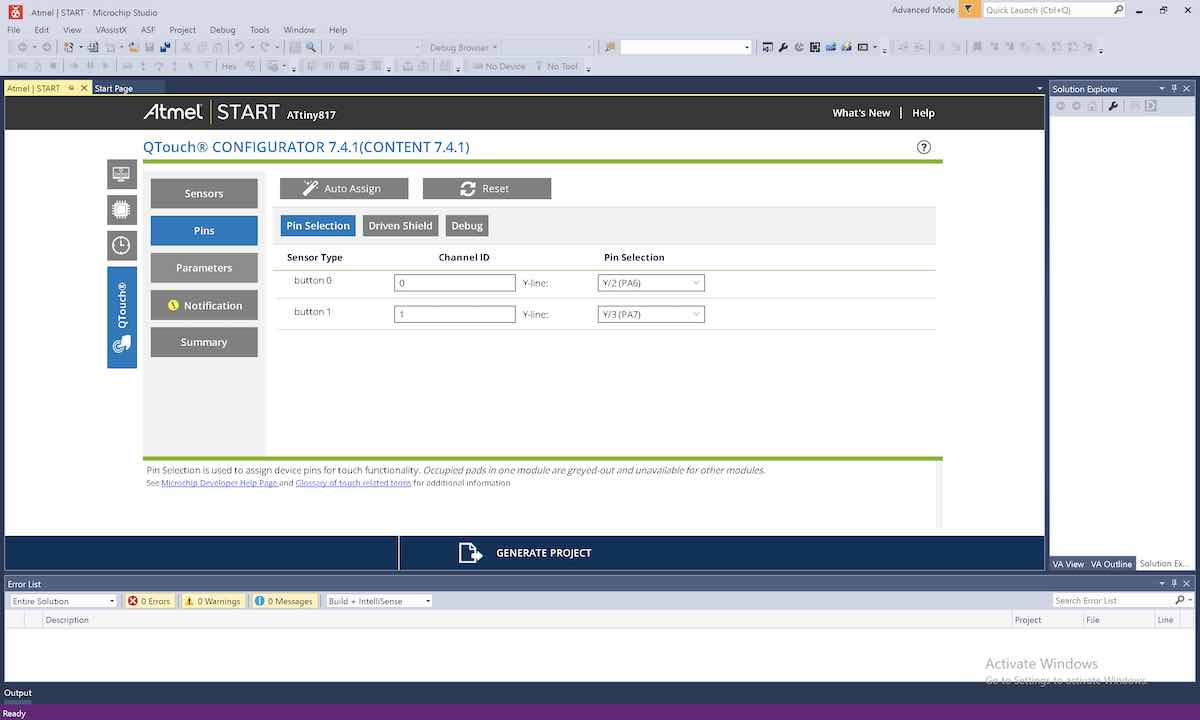 Atmel | START - Microchip Studio
Advanced Mode
Quick Launch (Ctrl+Q)
File Edit View VAssistX ASF Project Debug Tools Window Help
Debug Browser
Hex
No Device
No Tool
Atmel | START
Start Page
Solution Explorer
Atmel START ATtiny817
What's New | Help
QTouch® CONFIGURATOR 7.4.1(CONTENT 7.4.1)
?
QTouch®
Sensors
Pins
Parameters
Notification
Summary
Auto Assign
Reset
Pin Selection
Driven Shield
Debug
Sensor Type Channel ID Pin Selection
button 0 0 Y-line: Y/2 (PA6)
button 1 1 Y-line: Y/3 (PA7)
Pin Selection is used to assign device pins for touch functionality. Occupied pads in one module are greyed-out and unavailable for other modules.
See Microchip Developer Help Page and Glossary of touch related terms for additional information
GENERATE PROJECT
VA View VA Outline Solution Ex...
Error List
Entire Solution
0 Errors
0 Warnings
0 Messages
Build + IntelliSense
Search Error List
Description Project File Line
Activate Windows
Go to Settings to activate Windows.
Output
Ready